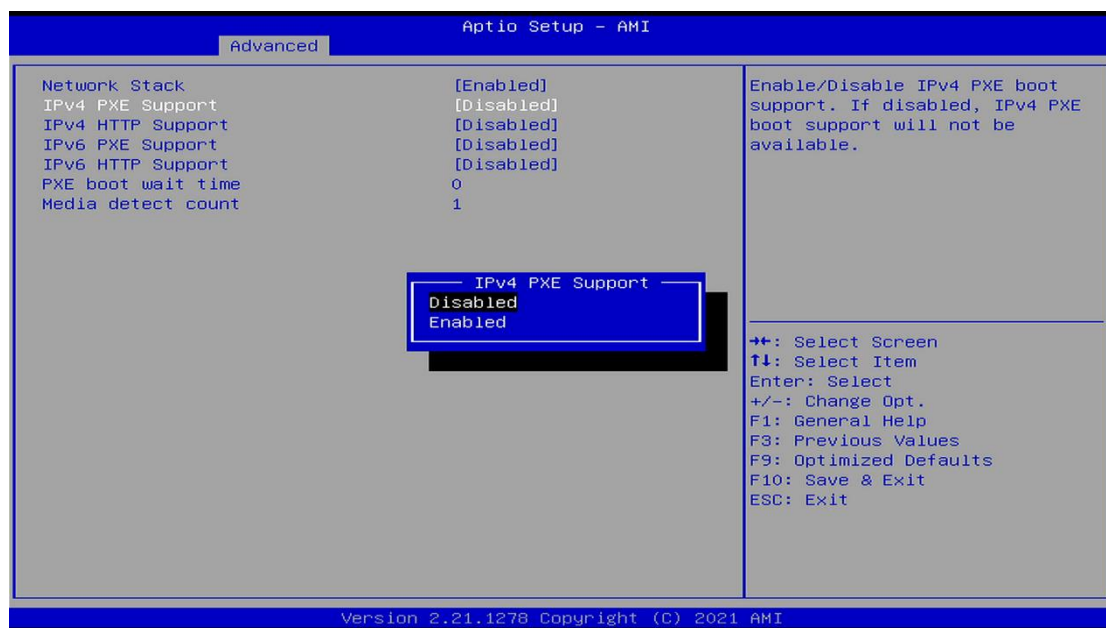 Aptio Setup – AMI
Advanced
Network Stack [Enabled]
IPv4 PXE Support [Disabled]
IPv4 HTTP Support [Disabled]
IPv6 PXE Support [Disabled]
IPv6 HTTP Support [Disabled]
PXE boot wait time 0
Media detect count 1
IPv4 PXE Support
Disabled
Enabled
Enable/Disable IPv4 PXE boot
support. If disabled, IPv4 PXE
boot support will not be
available.
→←: Select Screen
↑↓: Select Item
Enter: Select
+/-: Change Opt.
F1: General Help
F3: Previous Values
F9: Optimized Defaults
F10: Save & Exit
ESC: Exit
Version 2.21.1278 Copyright (C) 2021 AMI